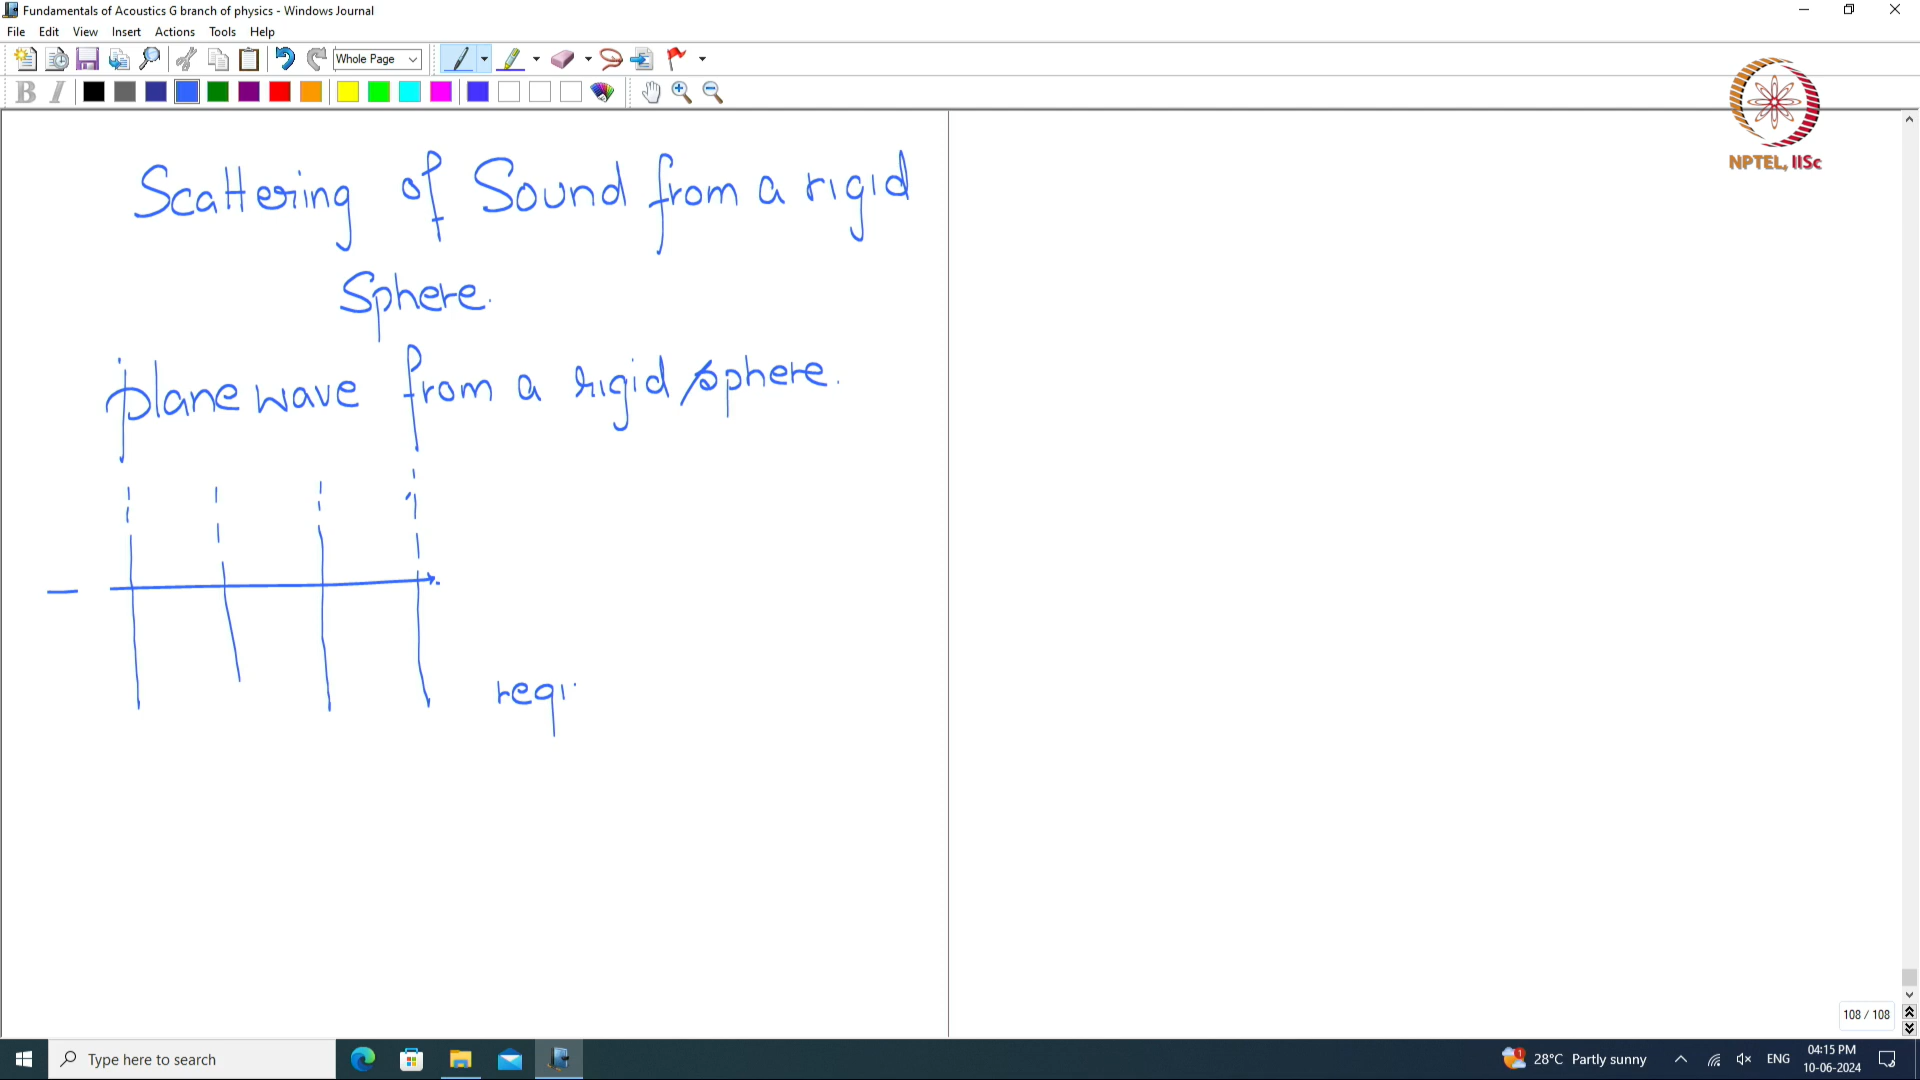 Fundamentals of Acoustics G branch of physics - Windows Journal
File Edit View Insert Actions Tools Help
Whole Page
B I
NPTEL, IISc
Scattering of Sound from a rigid
Sphere.
plane wave from a rigid sphere.
reqi
108 / 108
Type here to search
1
28°C Partly sunny
ENG
04:15 PM
10-06-2024